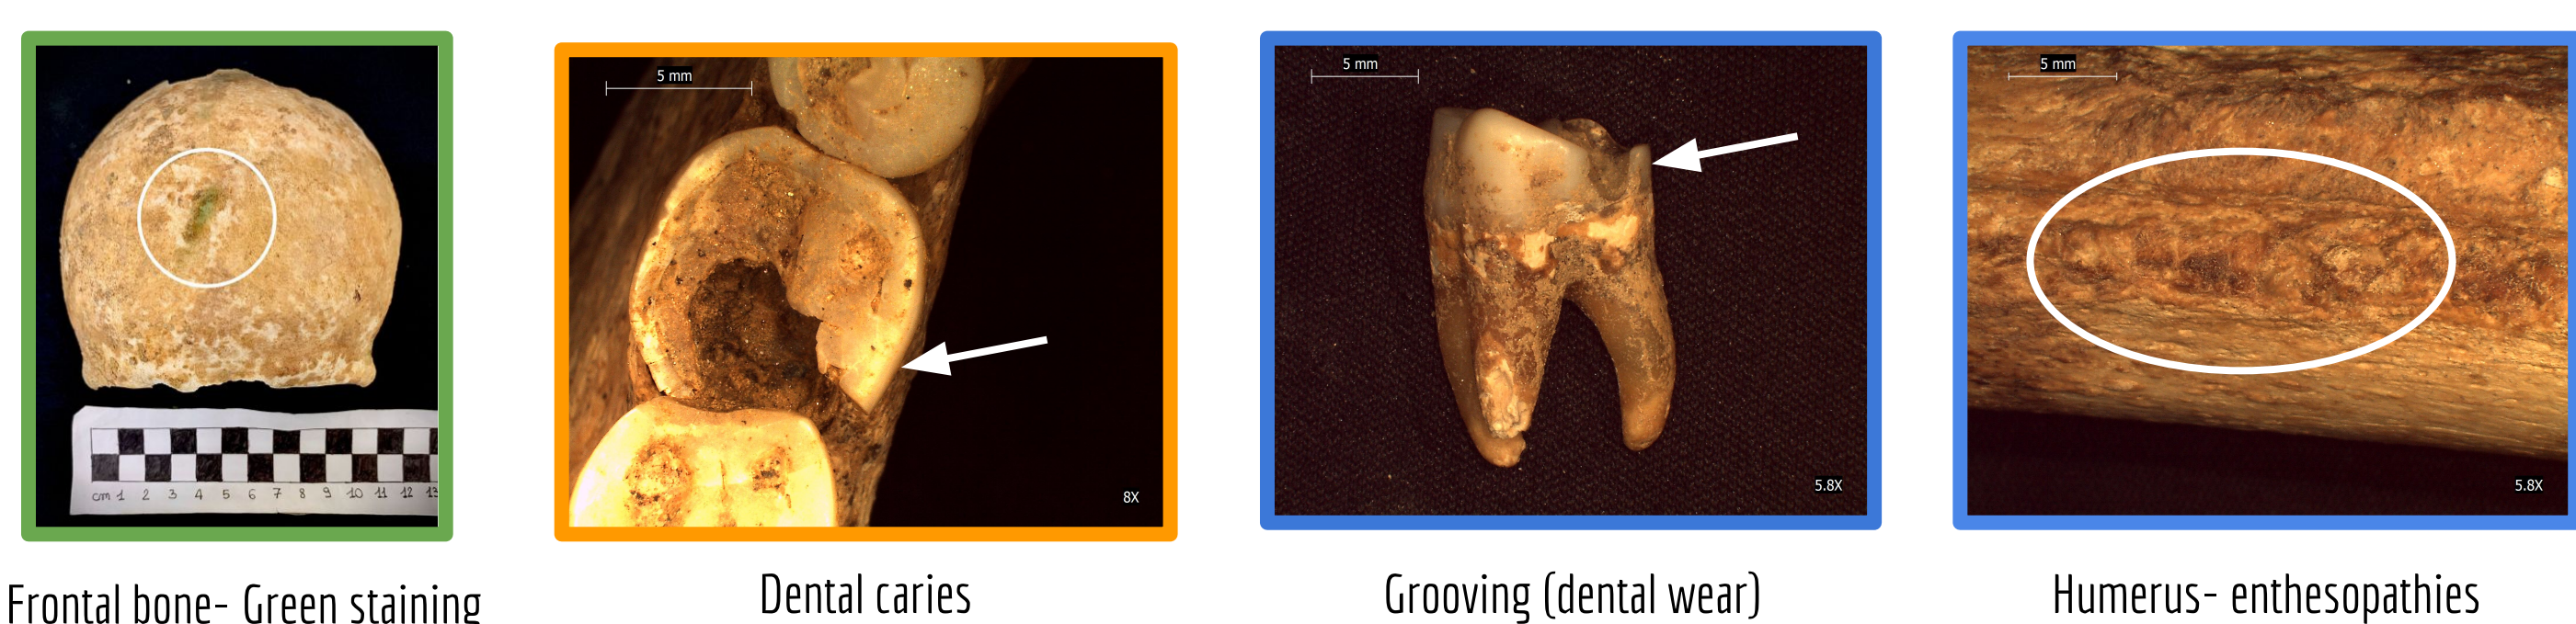 cm 1 2 3 4 5 6 7 8 9 10 11 12 13
5 mm
8X
5 mm
5.8X
5 mm
5.8X
Frontal bone- Green staining
Dental caries
Grooving (dental wear)
Humerus- enthesopathies